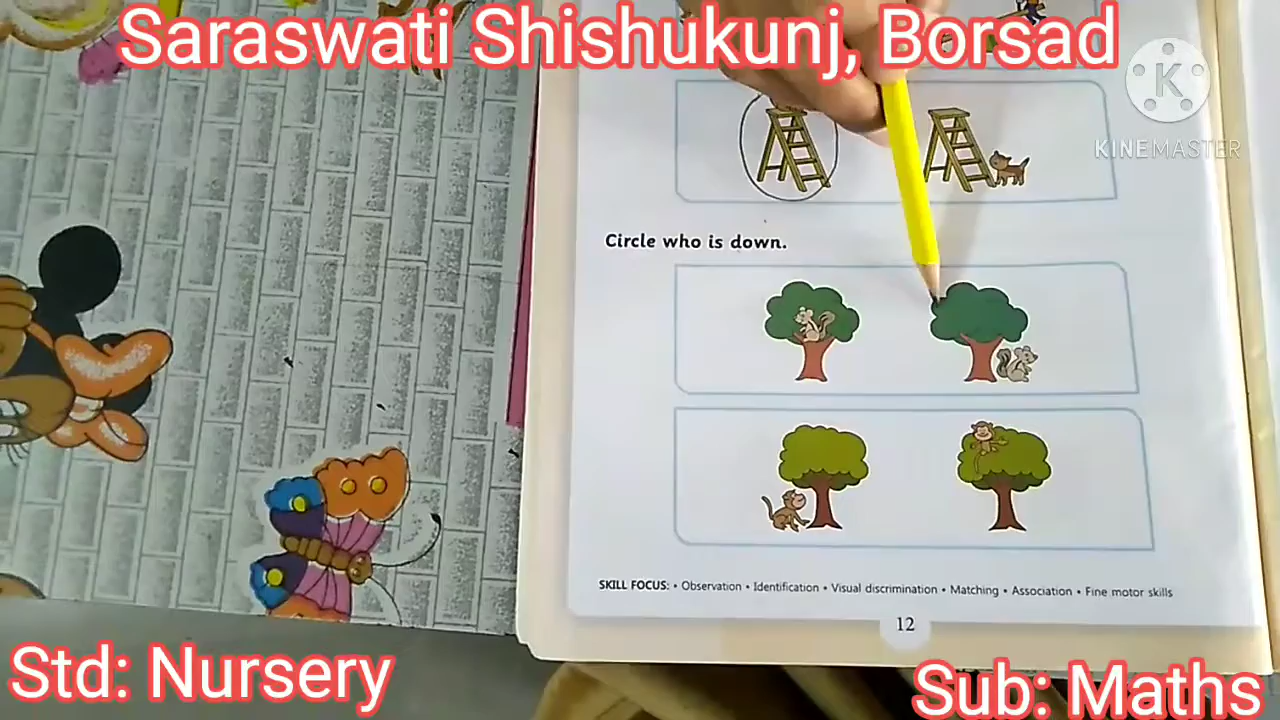 Saraswati Shishukunj, Borsad
K
KINEMASTER
Circle who is down.
SKILL FOCUS: • Observation • Identification • Visual discrimination • Matching • Association • Fine motor skills
12
Std: Nursery
Sub: Maths